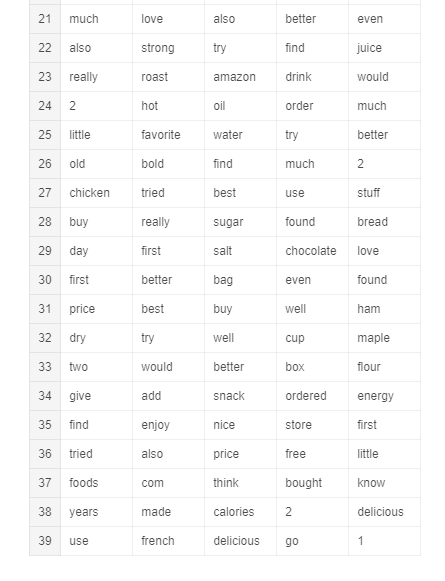 21 much love also better even
22 also strong try find juice
23 really roast amazon drink would
24 2 hot oil order much
25 little favorite water try better
26 old bold find much 2
27 chicken tried best use stuff
28 buy really sugar found bread
29 day first salt chocolate love
30 first better bag even found
31 price best buy well ham
32 dry try well cup maple
33 two would better box flour
34 give add snack ordered energy
35 find enjoy nice store first
36 tried also price free little
37 foods com think bought know
38 years made calories 2 delicious
39 use french delicious go 1